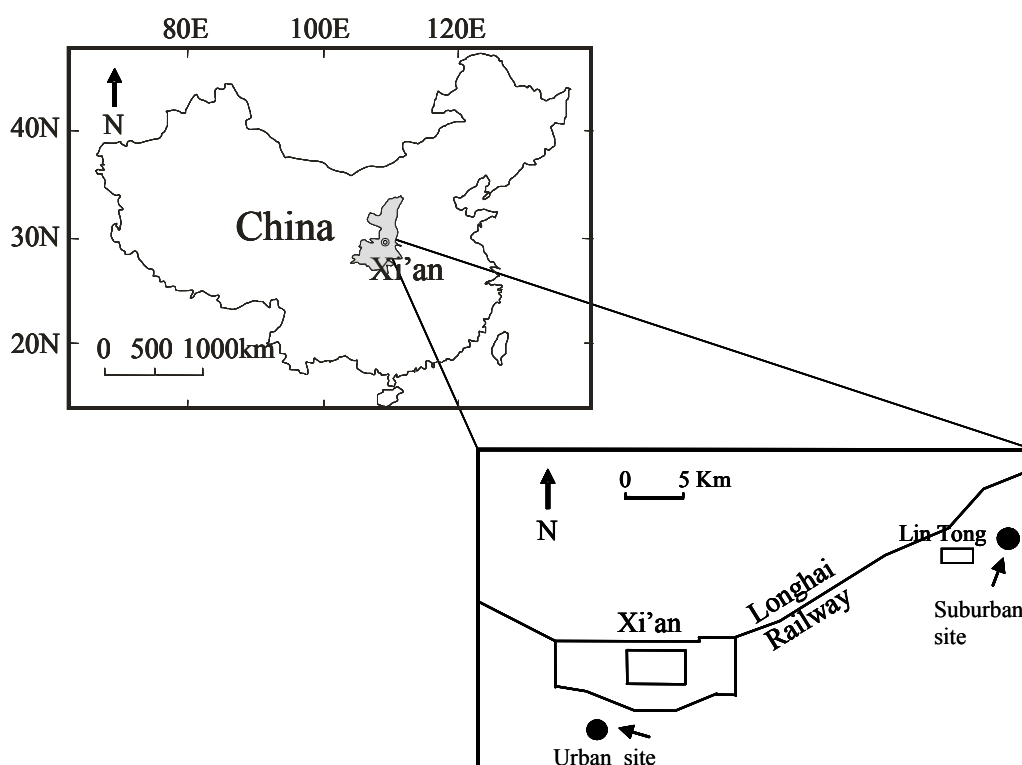 80E 100E 120E
N
40N
30N
20N
China
Xi'an
0 500 1000km
0 5 Km
N
Lin Tong
Suburban
site
Longhai
Railway
Xi'an
Urban site